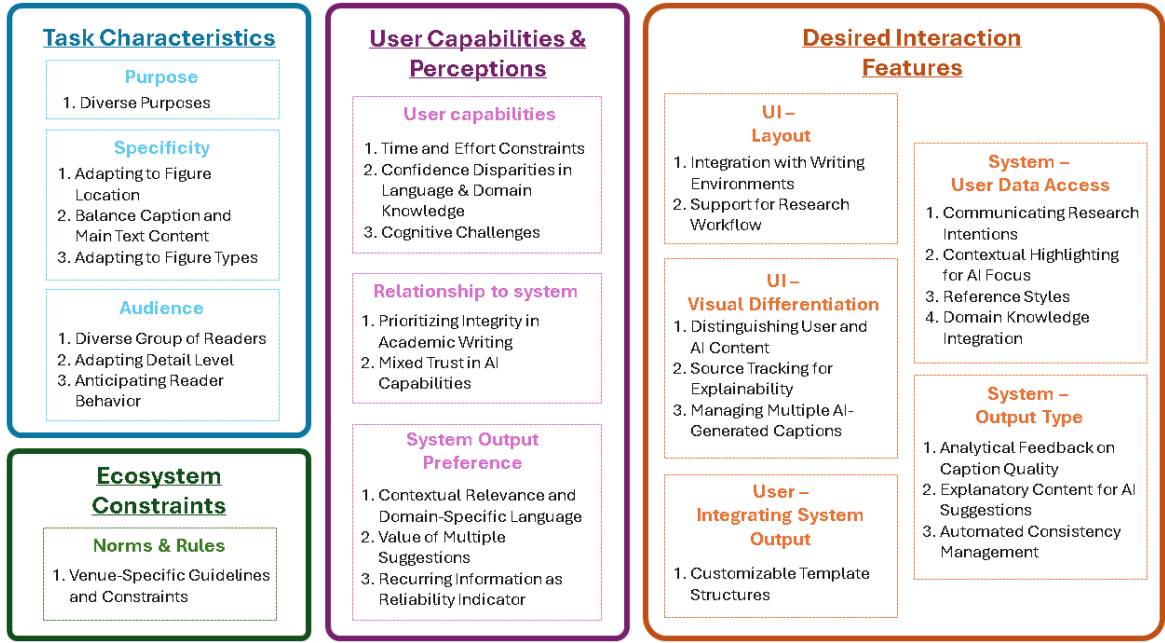 Task Characteristics
Purpose
1. Diverse Purposes
Specificity
1. Adapting to Figure
Location
2. Balance Caption and
Main Text Content
3. Adapting to Figure Types
Audience
1. Diverse Group of Readers
2. Adapting Detail Level
3. Anticipating Reader
Behavior
Ecosystem
Constraints
Norms & Rules
1. Venue-Specific Guidelines
and Constraints
User Capabilities &
Perceptions
User capabilities
1. Time and Effort Constraints
2. Confidence Disparities in
Language & Domain
Knowledge
3. Cognitive Challenges
Relationship to system
1. Prioritizing Integrity in
Academic Writing
2. Mixed Trust in AI
Capabilities
System Output
Preference
1. Contextual Relevance and
Domain-Specific Language
2. Value of Multiple
Suggestions
3. Recurring Information as
Reliability Indicator
Desired Interaction
Features
UI –
Layout
1. Integration with Writing
Environments
2. Support for Research
Workflow
UI –
Visual Differentiation
1. Distinguishing User and
AI Content
2. Source Tracking for
Explainability
3. Managing Multiple AI-
Generated Captions
User –
Integrating System
Output
1. Customizable Template
Structures
System –
User Data Access
1. Communicating Research
Intentions
2. Contextual Highlighting
for AI Focus
3. Reference Styles
4. Domain Knowledge
Integration
System –
Output Type
1. Analytical Feedback on
Caption Quality
2. Explanatory Content for AI
Suggestions
3. Automated Consistency
Management